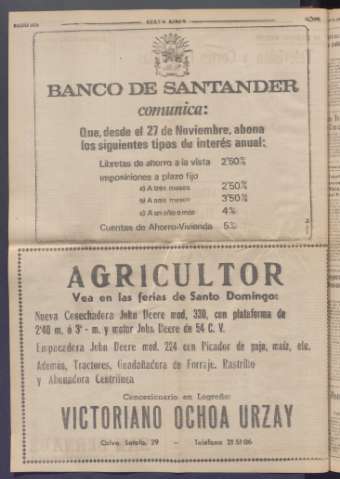 NUEVA RIOJA
BANCO DE SANTANDER
comunica:
Que, desde el 27 de Noviembre, abona
los siguientes tipos de interés anual:
Libretas de ahorro a la vista 2'50%
Imposiciones a plazo fijo
a) A tres meses 2'50%
b) A seis meses 3'50%
c) A un año o más 4%
Cuentas de Ahorro-Vivienda 5%
AGRICULTOR
Vea en las ferias de Santo Domingo:
Nueva Cosechadora John Deere mod. 330, con plataforma de
2'40 m. ó 3' - m. y motor John Deere de 54 C. V.
Empacadora John Deere mod. 224 con Picador de paja, maíz, etc.
Además, Tractores, Guadañadora de Forraje, Rastrillo
y Abonadora Centrífuga
Concesionario en Logroño:
VICTORIANO OCHOA URZAY
Calvo Sotelo, 29 - Teléfono 21 51 06